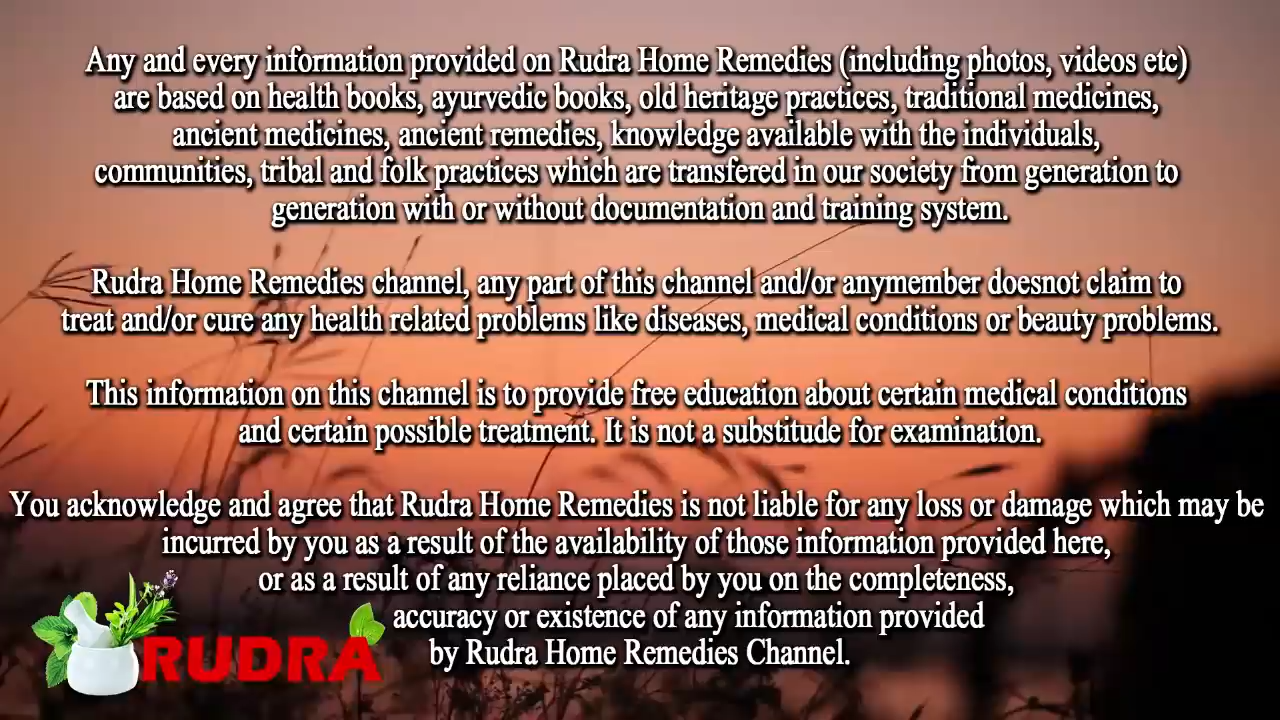 Any and every information provided on Rudra Home Remedies (including photos, videos etc)
are based on health books, ayurvedic books, old heritage practices, traditional medicines,
ancient medicines, ancient remedies, knowledge available with the individuals,
communities, tribal and folk practices which are transfered in our society from generation to
generation with or without documentation and training system.
Rudra Home Remedies channel, any part of this channel and/or anymember doesnot claim to
treat and/or cure any health related problems like diseases, medical conditions or beauty problems.
This information on this channel is to provide free education about certain medical conditions
and certain possible treatment. It is not a substitude for examination.
You acknowledge and agree that Rudra Home Remedies is not liable for any loss or damage which may be
incurred by you as a result of the availability of those information provided here,
or as a result of any reliance placed by you on the completeness,
accuracy or existence of any information provided
by Rudra Home Remedies Channel.
RUDRA